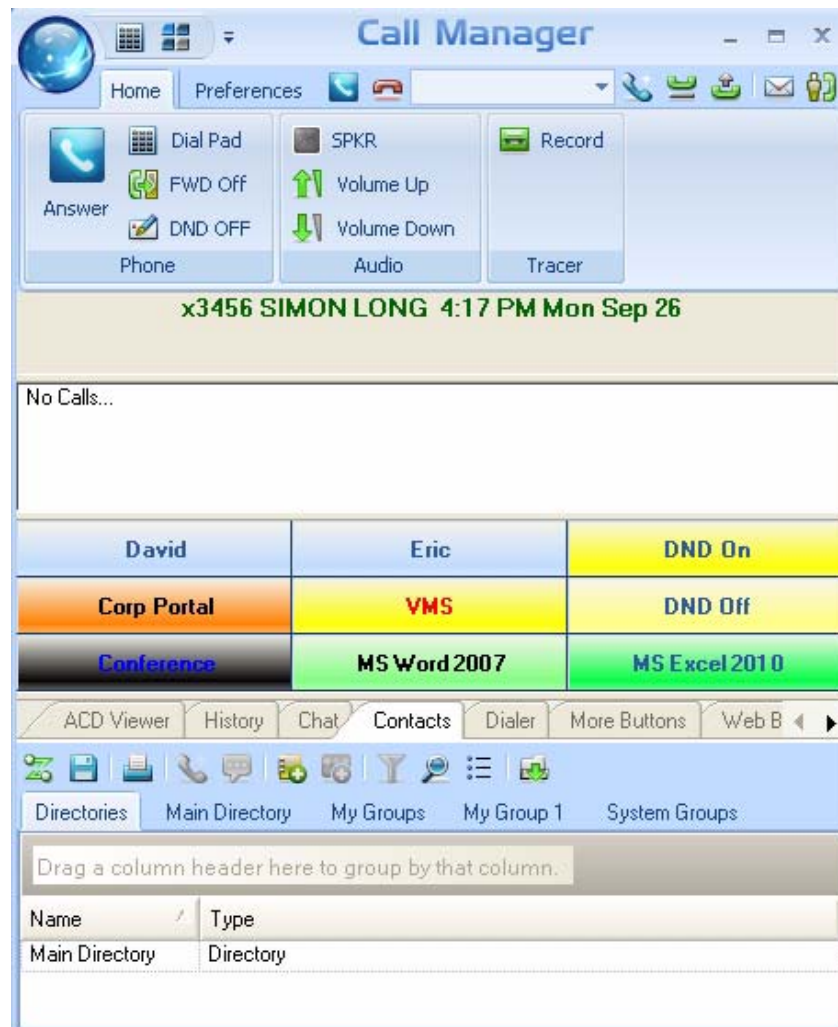 Call Manager
Home Preferences
Answer
Dial Pad
FWD Off
DND OFF
Phone
SPKR
Volume Up
Volume Down
Audio
Record
Tracer
x3456 SIMON LONG 4:17 PM Mon Sep 26
No Calls...
David Eric DND On
Corp Portal VMS DND Off
Conference MS Word 2007 MS Excel 2010
ACD Viewer History Chat Contacts Dialer More Buttons Web B
Directories Main Directory My Groups My Group 1 System Groups
Drag a column header here to group by that column.
Name Type
Main Directory Directory